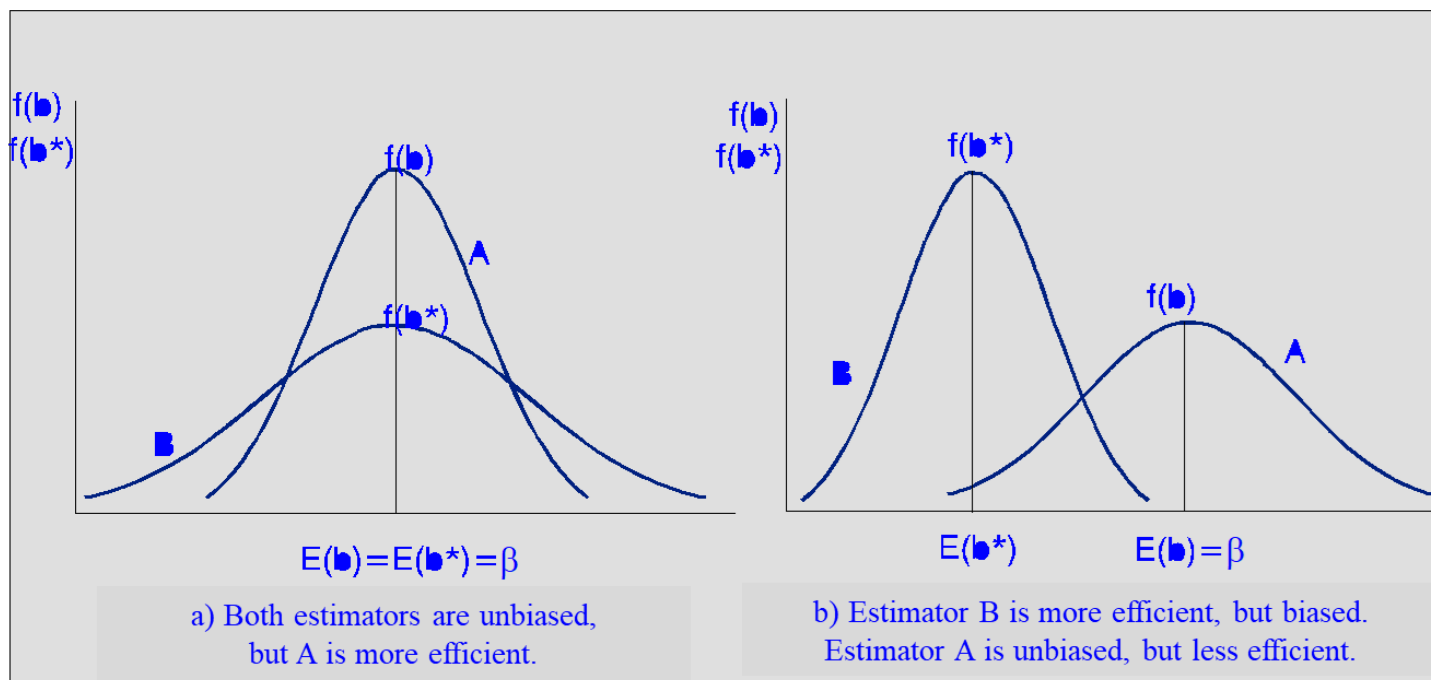 f(b)
f(b*)
f(b)
A
f(b*)
B
E(b)=E(b*)=β
a) Both estimators are unbiased,
but A is more efficient.
f(b)
f(b*)
f(b*)
f(b)
B
A
E(b*)
E(b)=β
b) Estimator B is more efficient, but biased.
Estimator A is unbiased, but less efficient.